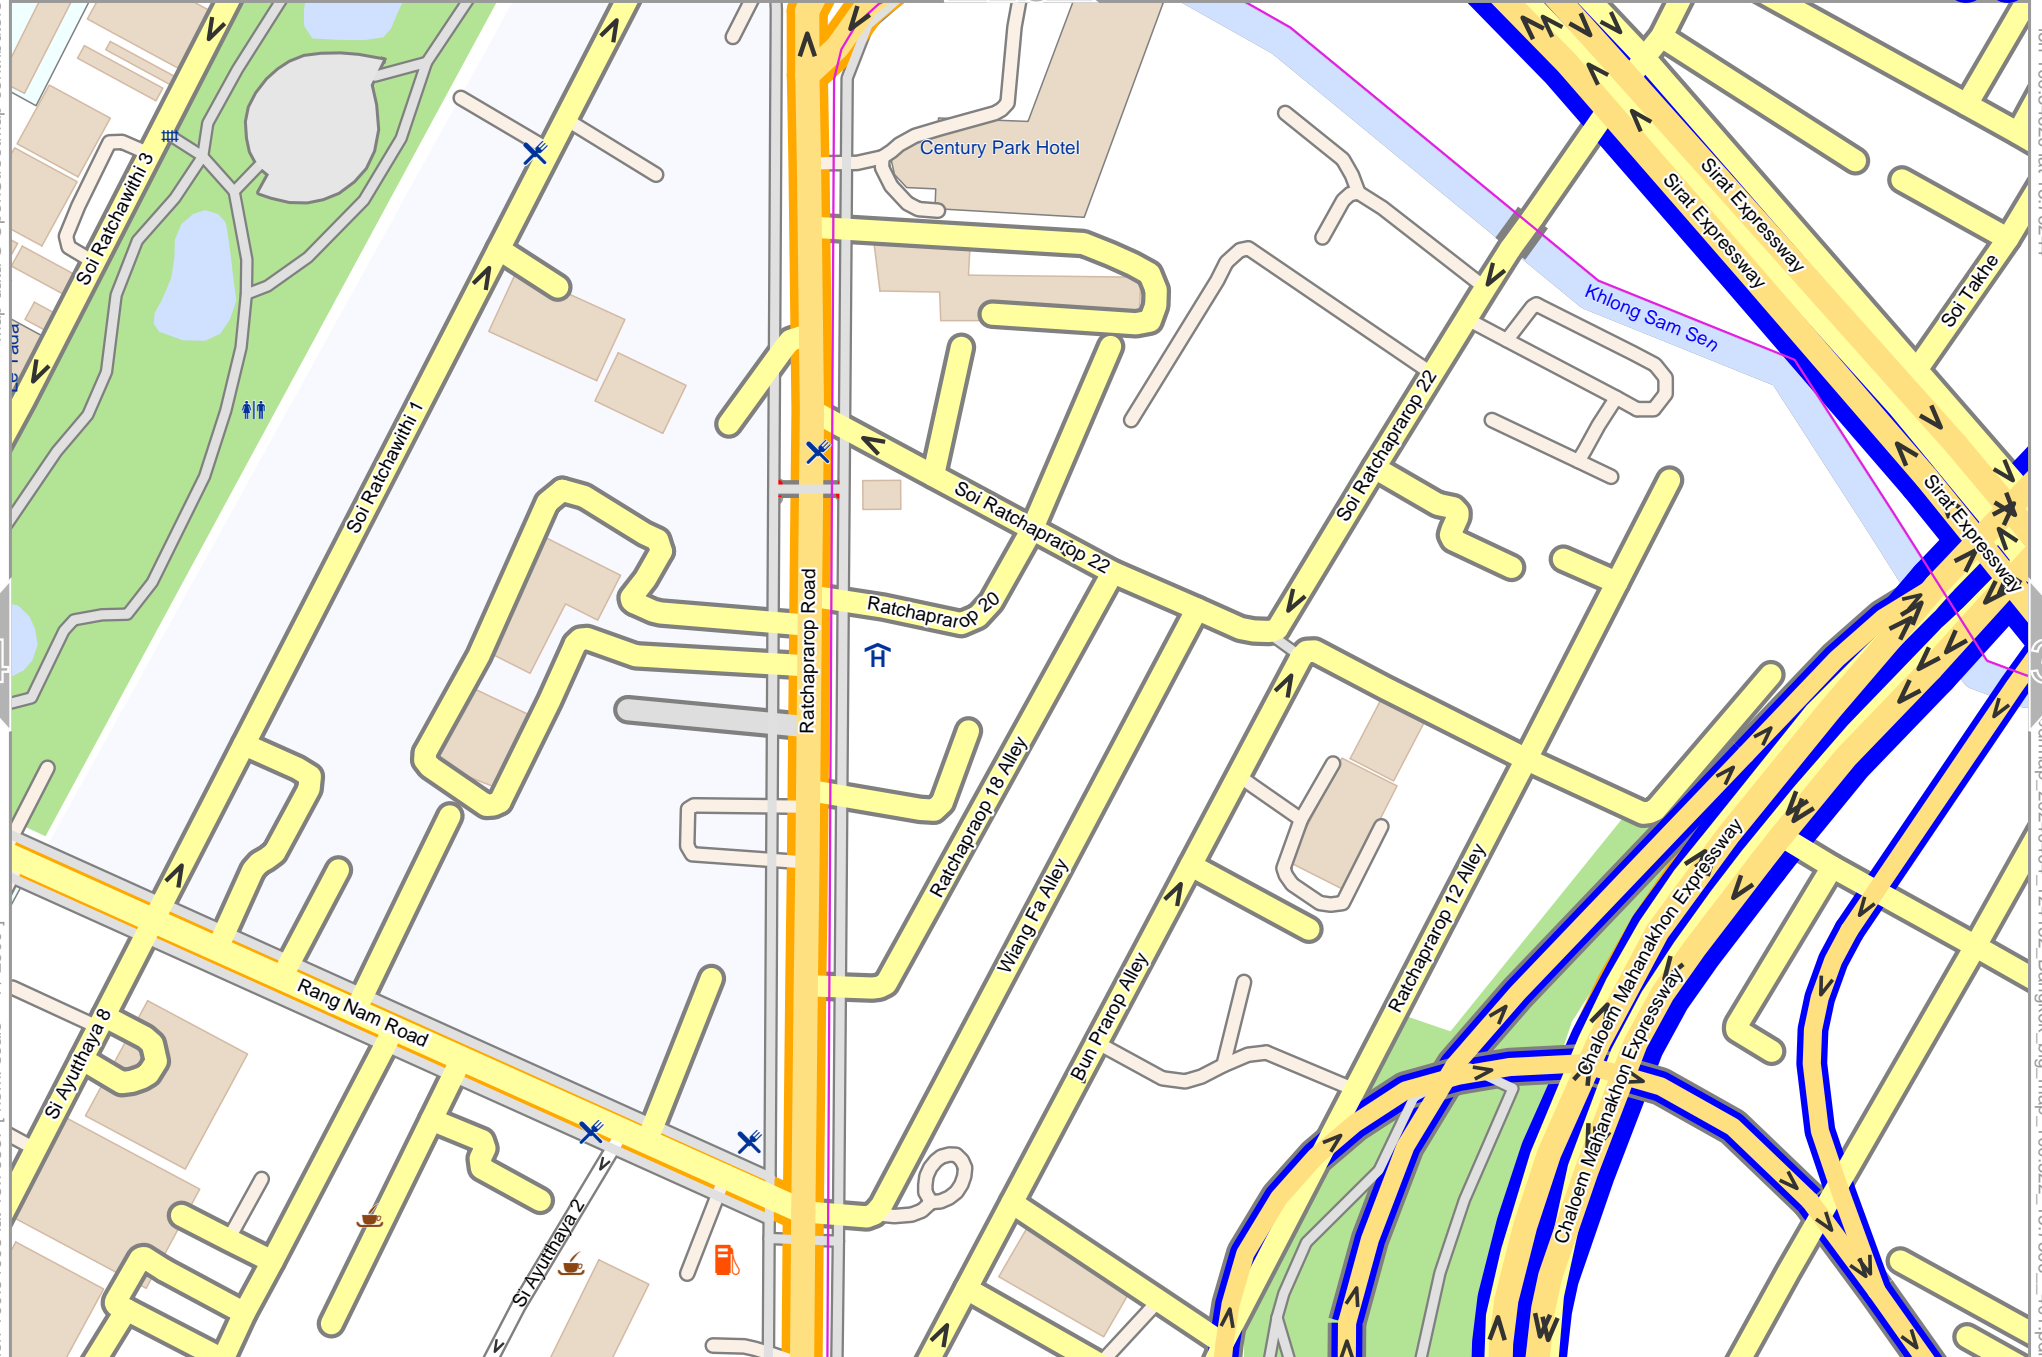 Century Park Hotel
Soi Ratchawithi 3
Sirat Expressway
Sirat Expressway
Soi Takhe
Khlong Sam Sen
Soi Ratchawithi 1
Soi Ratchaprarop 22
Soi Ratchaprarop 22
Sirat Expressway
Ratchaprarop Road
Ratchaprarop 20
Ratchapraop 18 Alley
Wiang Fa Alley
Ratchaprarop 12 Alley
Chaloem Mahanakhon Expressway
Chaloem Mahanakhon Expressway
Bun Prarop Alley
Rang Nam Road
Si Ayutthaya 8
Si Ayutthaya 2